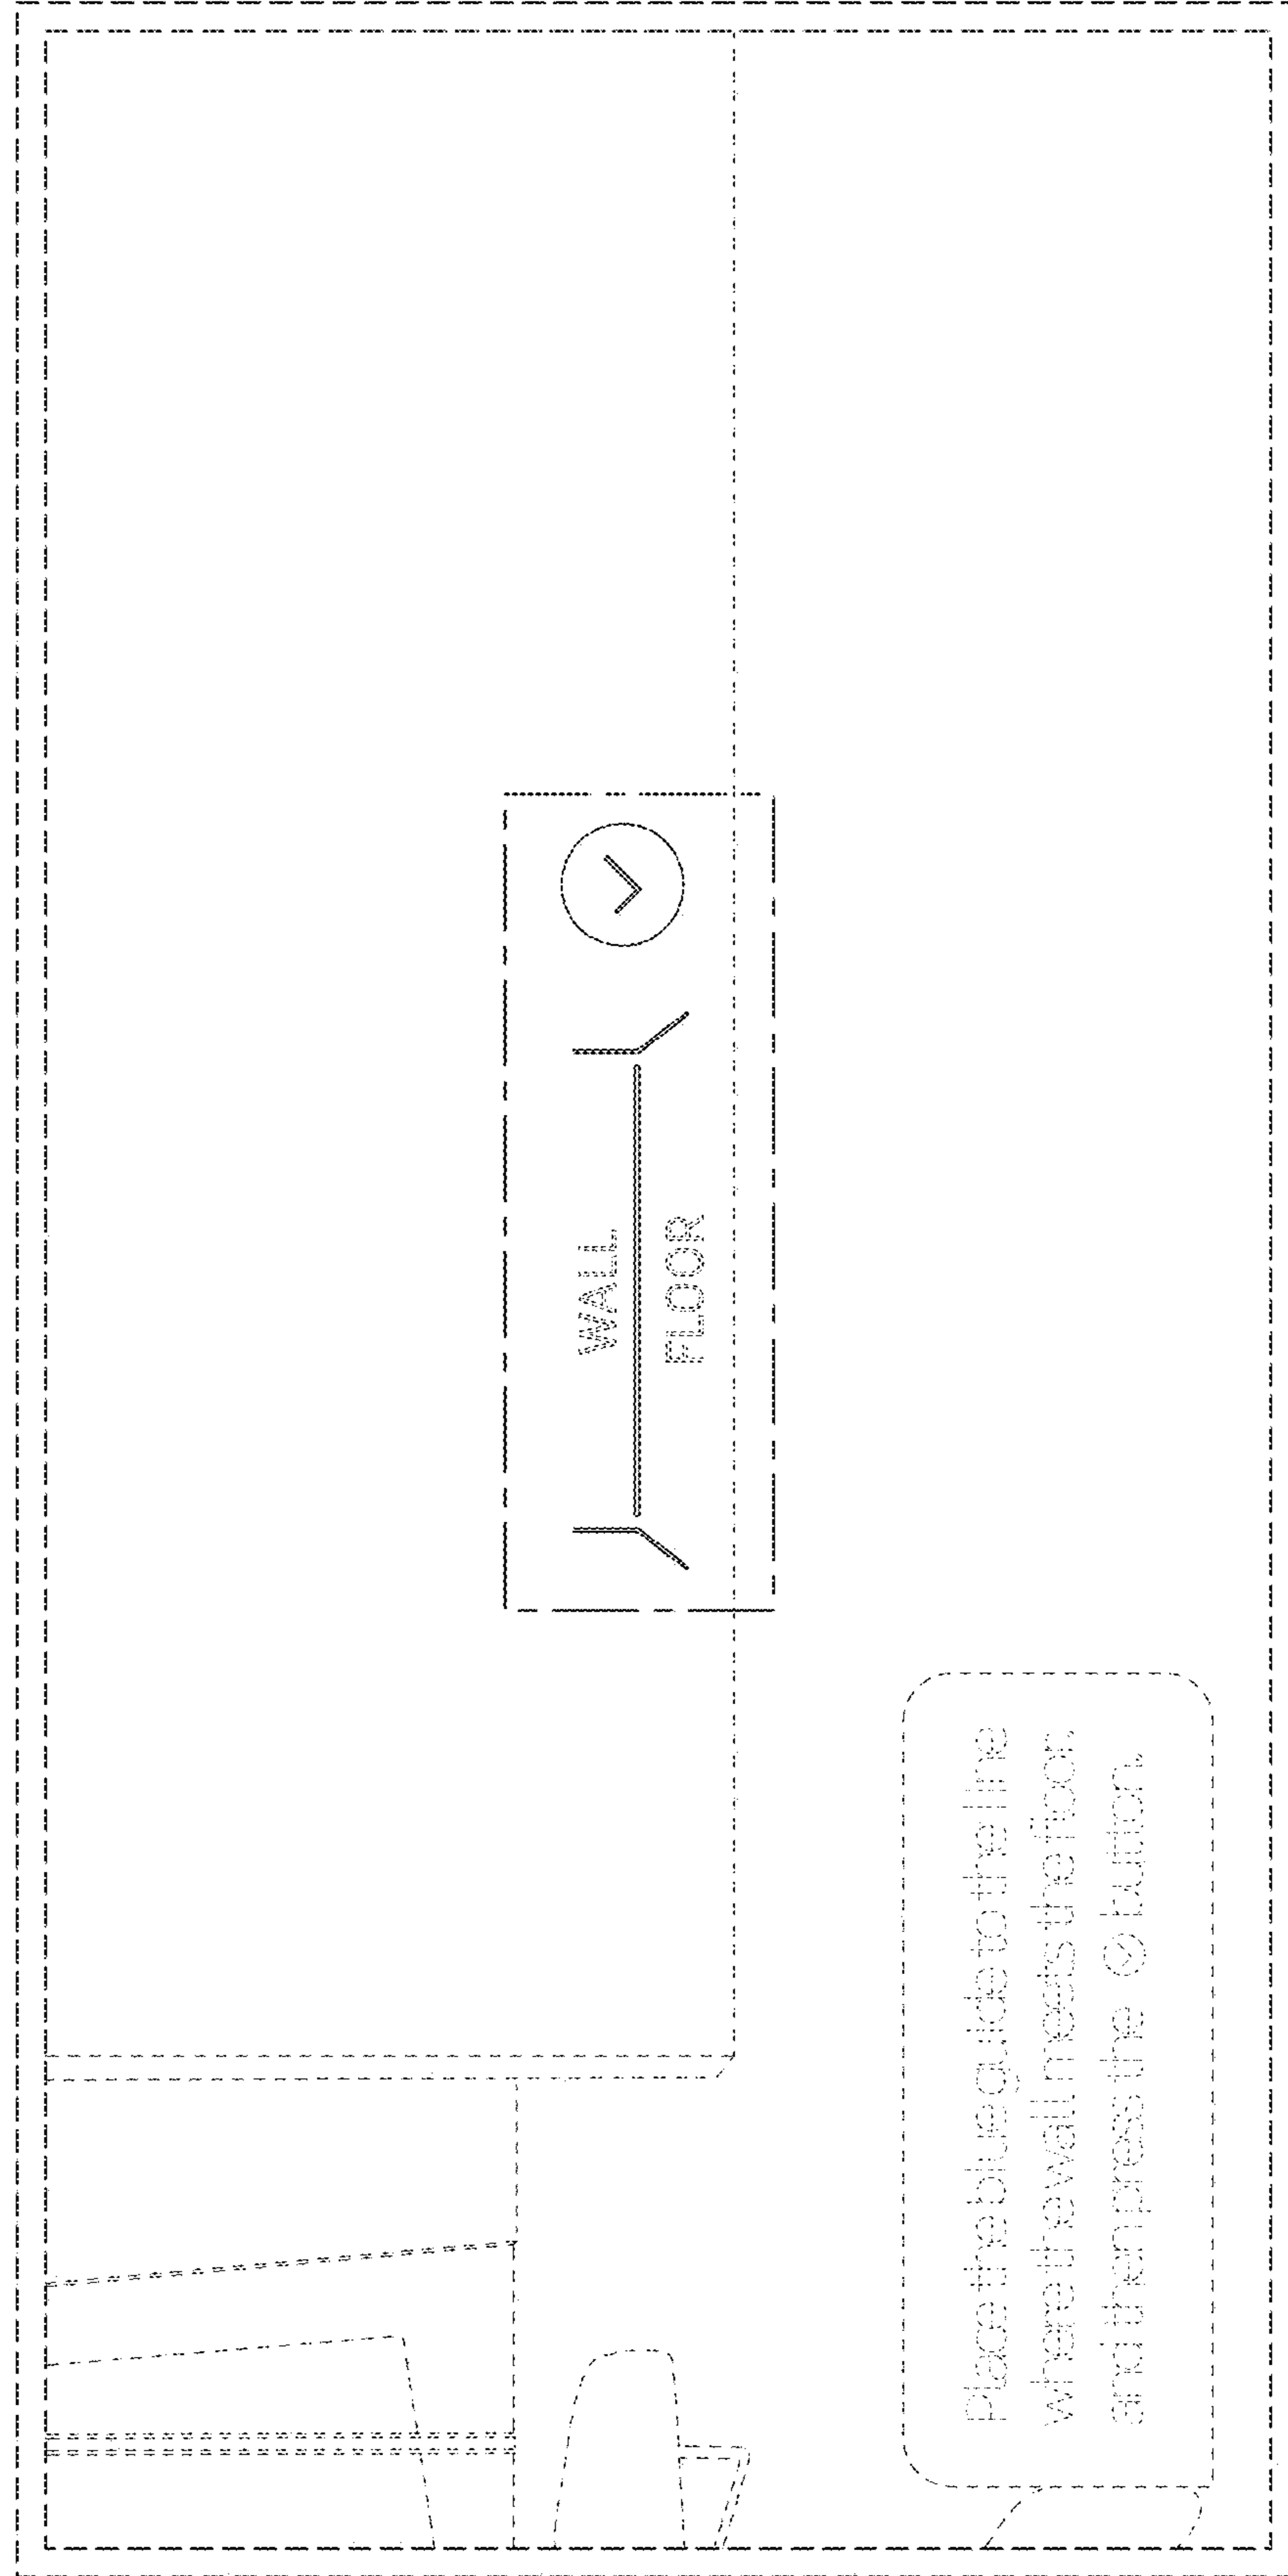 WALL
FLOOR
Place the blue guide to the line
where the wall meets the floor.
and then press the button.